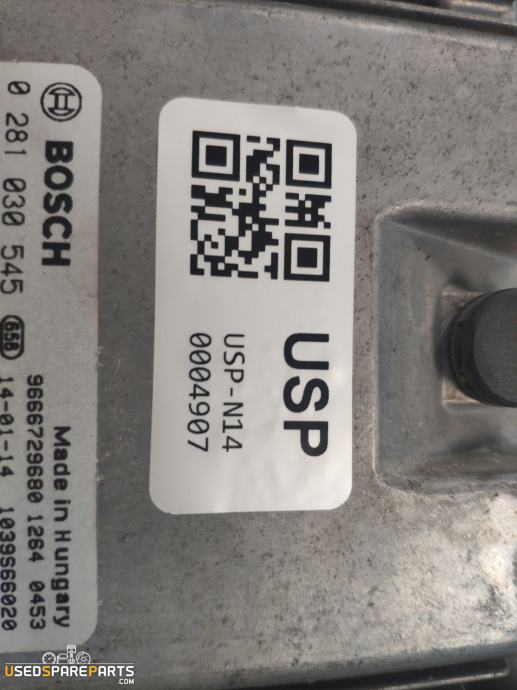 BOSCH
0 281 030 545 65B
Made in Hungary
9666729680 1264 0453
14-01-14 1039S66020
USP
USP-N14
0004907
USEDSPAREPARTS
.COM